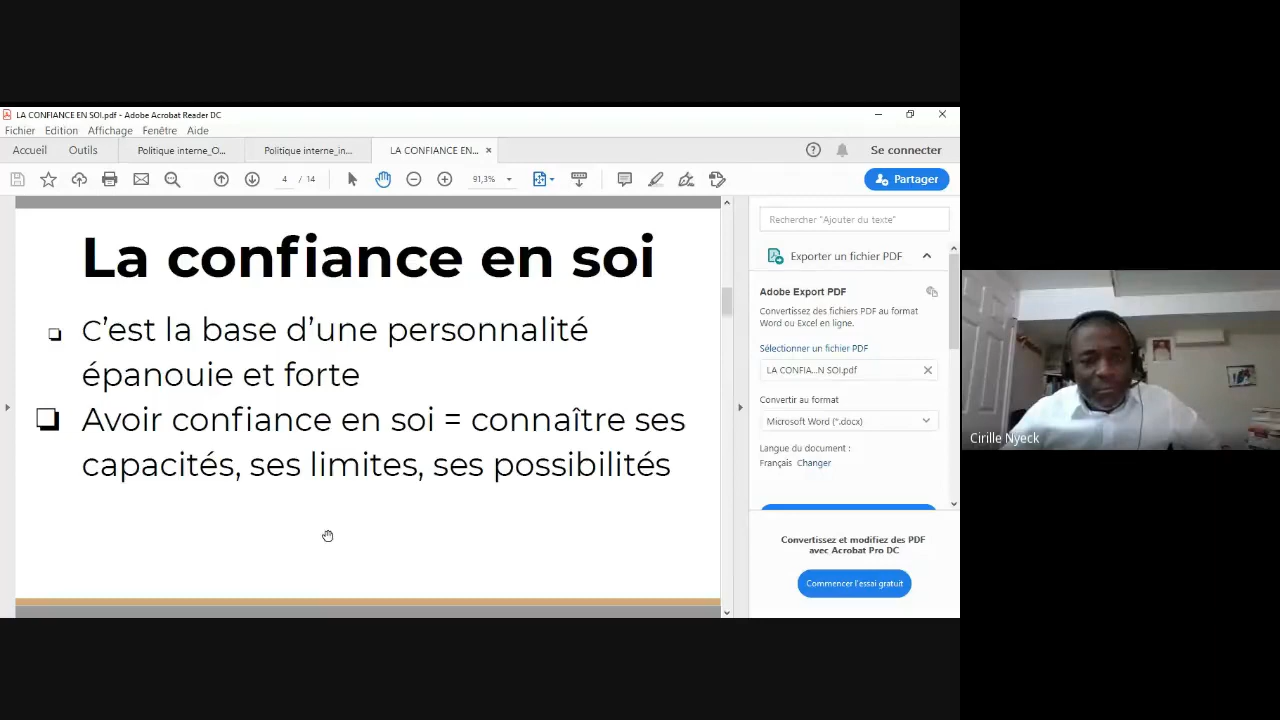 LA CONFIANCE EN SOI.pdf - Adobe Acrobat Reader DC
Fichier Edition Affichage Fenêtre Aide
Accueil Outils Politique interne_O... Politique interne_in... LA CONFIANCE EN... Se connecter
4 / 14 91,3% Partager
La confiance en soi
C’est la base d’une personnalité
épanouie et forte
Avoir confiance en soi = connaître ses
capacités, ses limites, ses possibilités
Rechercher "Ajouter du texte"
Exporter un fichier PDF
Adobe Export PDF
Convertissez des fichiers PDF au format
Word ou Excel en ligne.
Sélectionner un fichier PDF
LA CONFIA...N SOI.pdf
Convertir au format
Microsoft Word (*.docx)
Langue du document :
Français Changer
Convertissez et modifiez des PDF
avec Acrobat Pro DC
Commencer l'essai gratuit
Cirille Nyeck